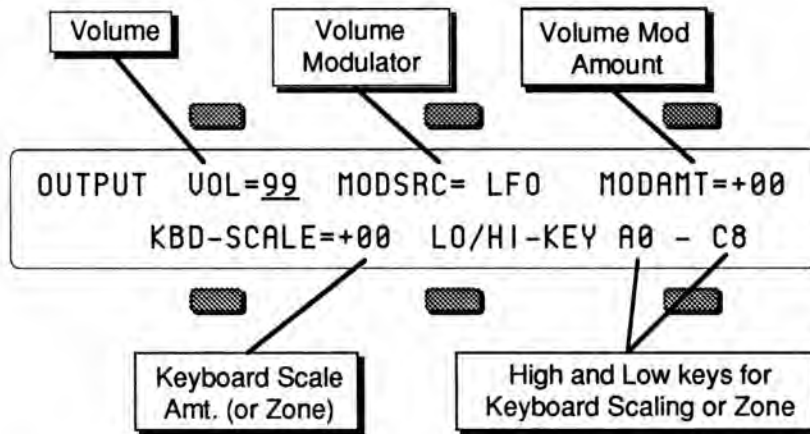 Volume
Volume
Modulator
Volume Mod
Amount
OUTPUT VOL=99 MODSRC= LFO MODAMT=+00
KBD-SCALE=+00 LO/HI-KEY A0 - C8
Keyboard Scale
Amt. (or Zone)
High and Low keys for
Keyboard Scaling or Zone